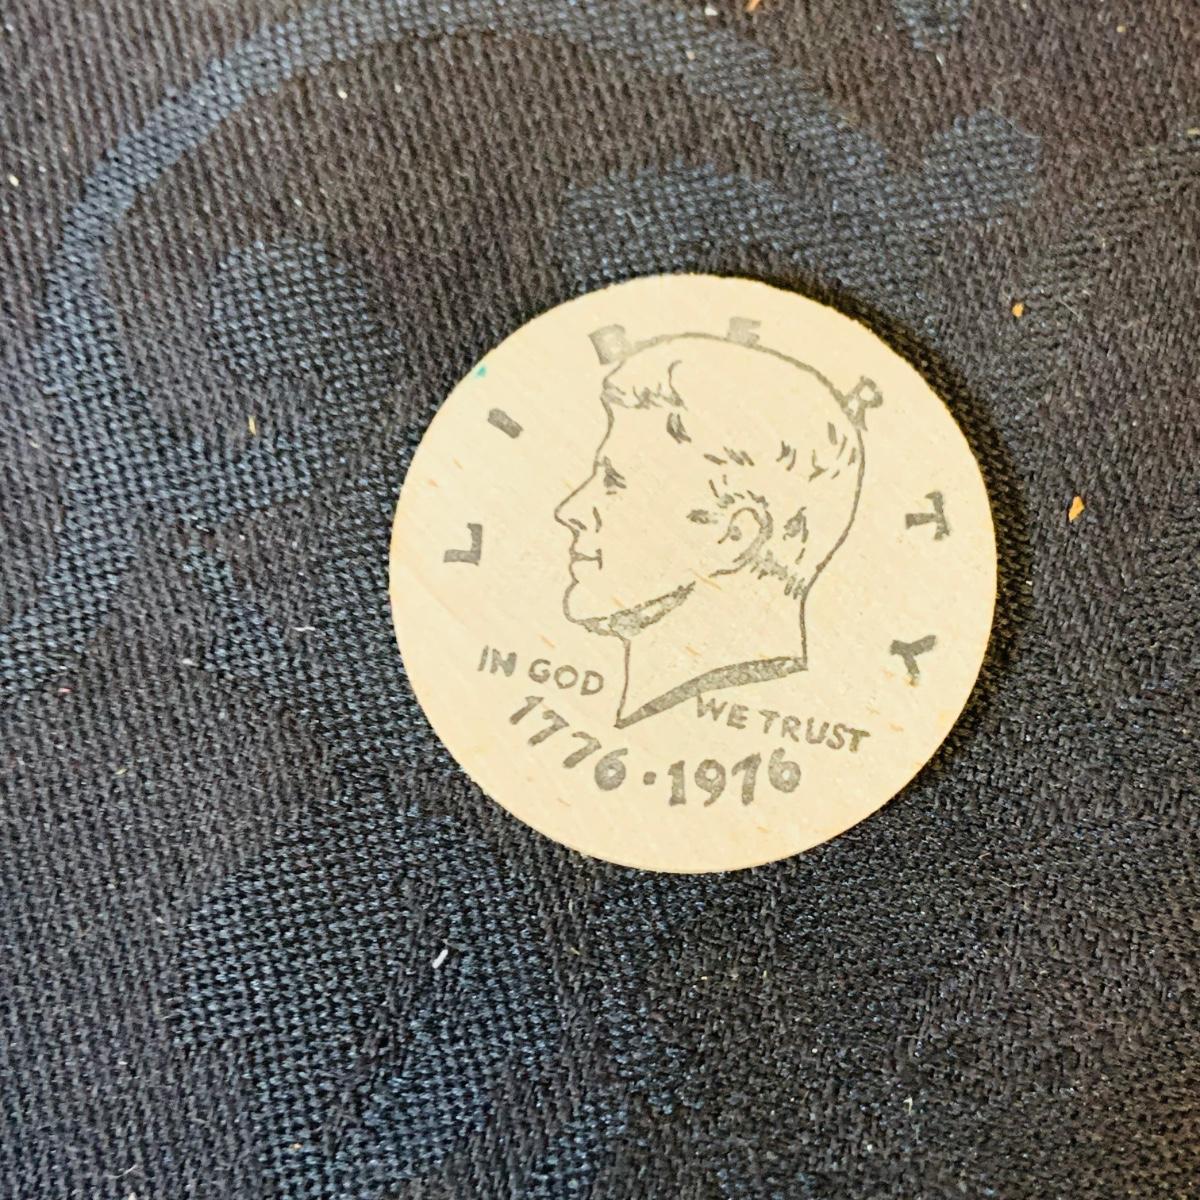 LIBERTY
IN GOD WE TRUST
1776·1976